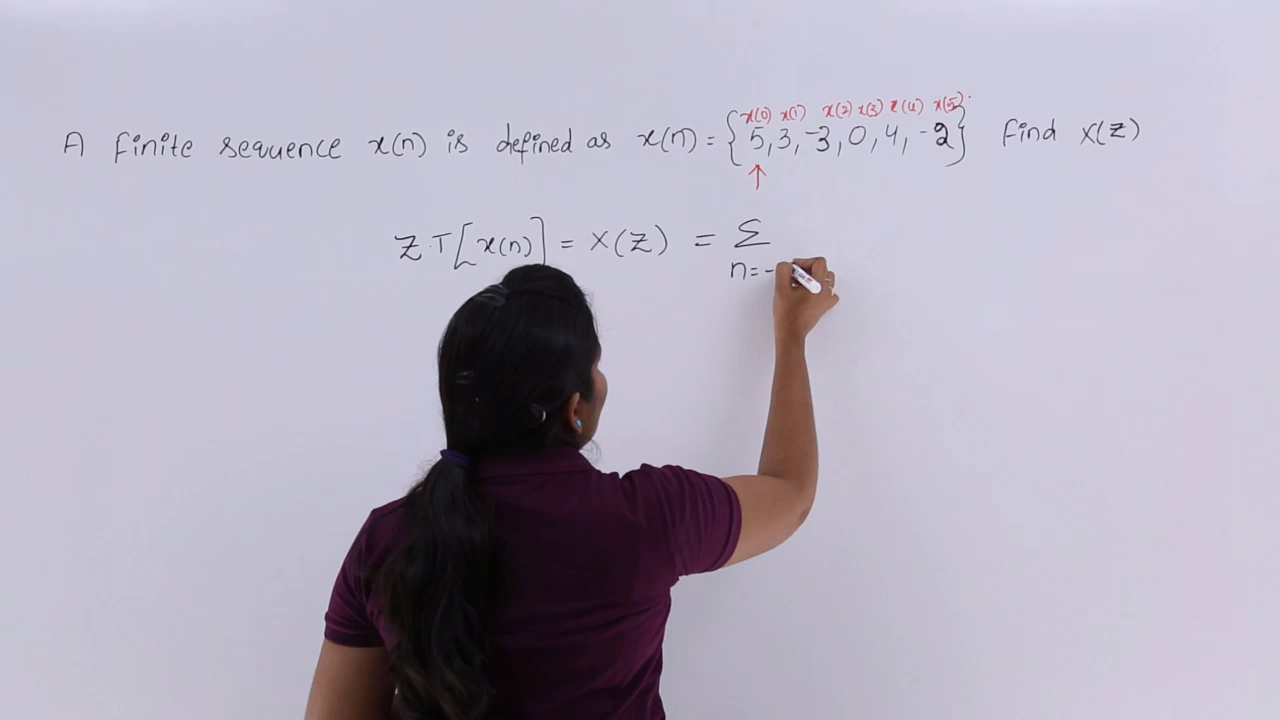 x(0) x(1) x(2) x(3) x(4) x(5)
A finite sequence x(n) is defined as x(n) = {5, 3, -3, 0, 4, -2} Find X(Z)
↑
Z.T[x(n)] = X(Z) = Σ
n=-